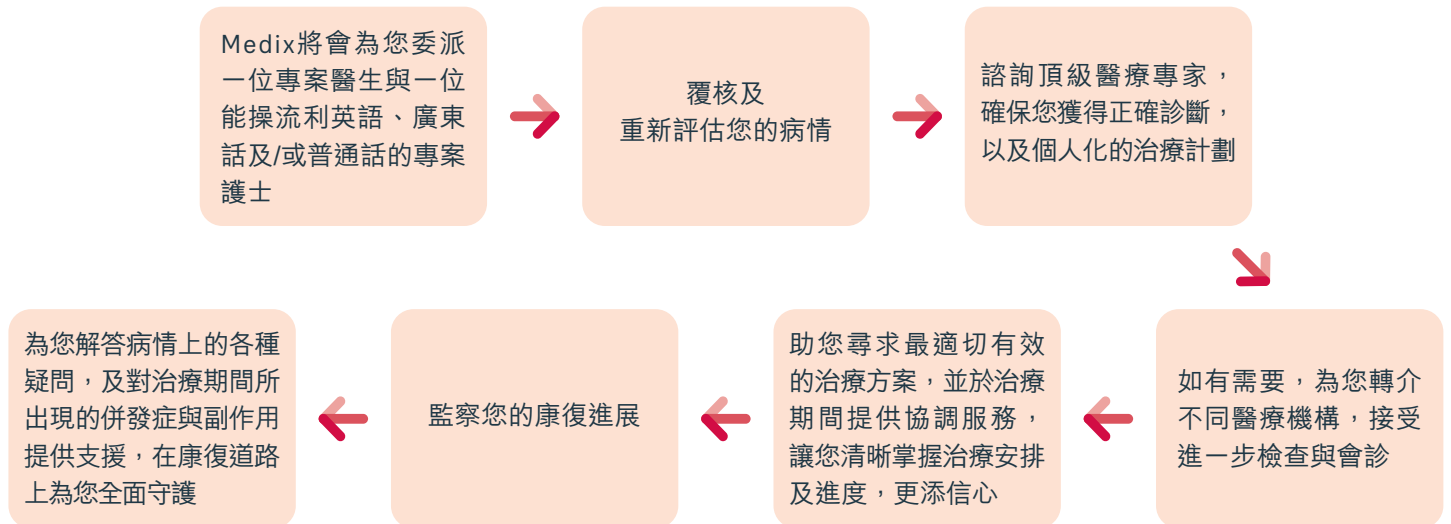 Medix將會為您委派
一位專案醫生與一位
能操流利英語、廣東
話及/或普通話的專案
護士
覆核及
重新評估您的病情
諮詢頂級醫療專家，
確保您獲得正確診斷，
以及個人化的治療計劃
如有需要，為您轉介
不同醫療機構，接受
進一步檢查與會診
助您尋求最適切有效
的治療方案，並於治療
期間提供協調服務，
讓您清晰掌握治療安排
及進度，更添信心
監察您的康復進展
為您解答病情上的各種
疑問，及對治療期間所
出現的併發症與副作用
提供支援，在康復道路
上為您全面守護